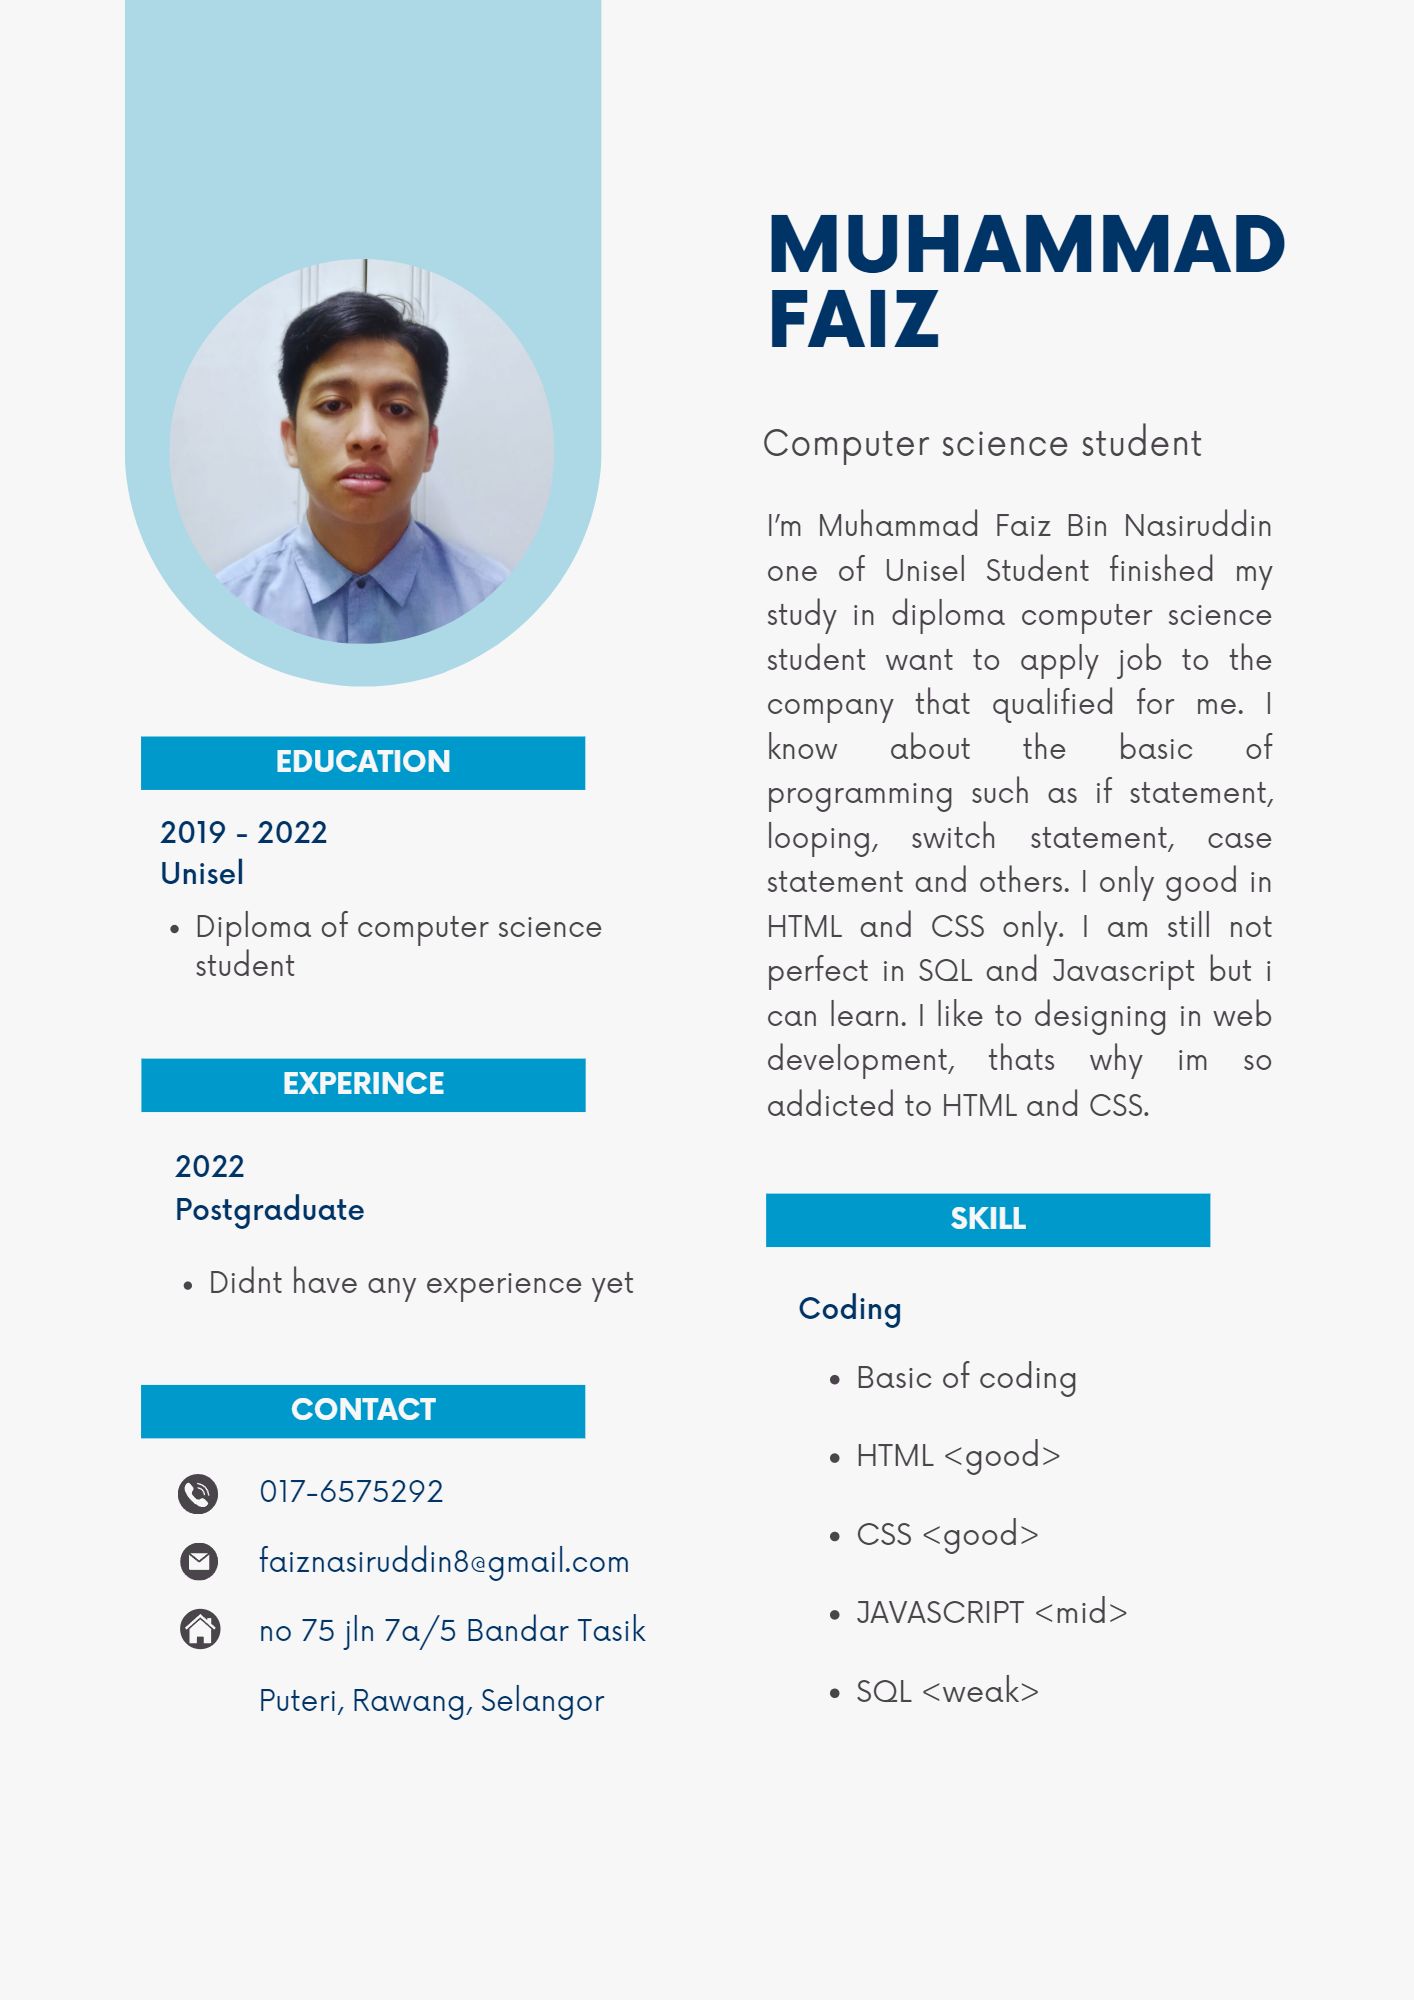 MUHAMMAD
FAIZ
Computer science student
I'm Muhammad Faiz Bin Nasiruddin
one of Unisel Student finished my
study in diploma computer science
student want to apply job to the
company that qualified for me. I
know about the basic of
programming such as if statement,
looping, switch statement, case
statement and others. I only good in
HTML and CSS only. I am still not
perfect in SQL and Javascript but i
can learn. I like to designing in web
development, thats why im so
addicted to HTML and CSS.
EDUCATION
2019 - 2022
Unisel
• Diploma of computer science
student
EXPERINCE
2022
Postgraduate
• Didnt have any experience yet
CONTACT
017-6575292
faiznasiruddin8@gmail.com
no 75 jln 7a/5 Bandar Tasik
Puteri, Rawang, Selangor
SKILL
Coding
• Basic of coding
• HTML <good>
• CSS <good>
• JAVASCRIPT <mid>
• SQL <weak>